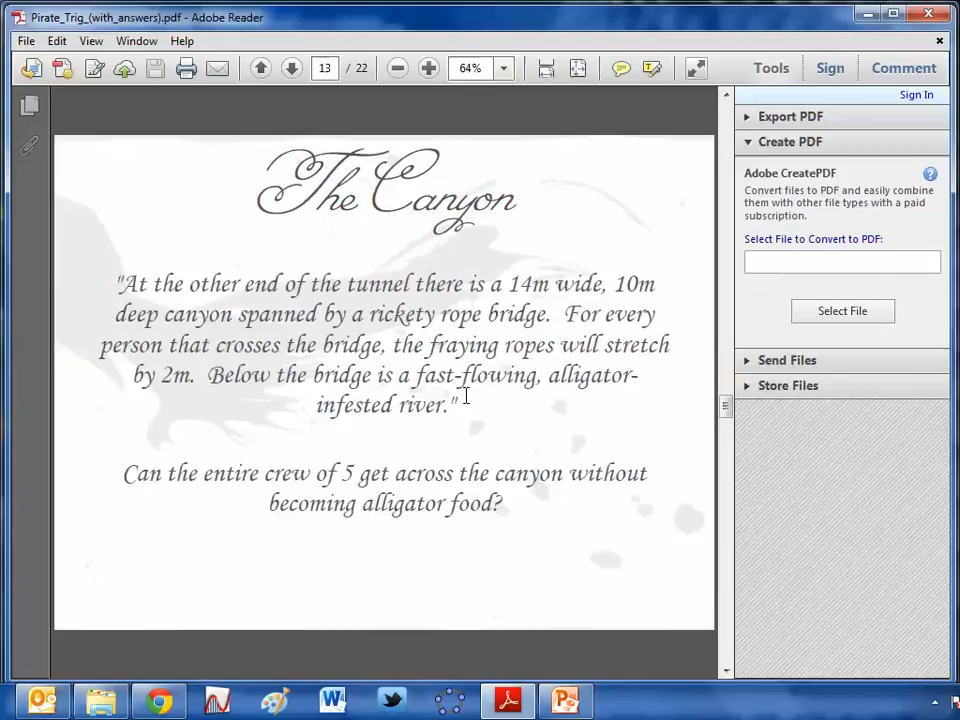 Pirate_Trig_(with_answers).pdf - Adobe Reader
File Edit View Window Help
13 / 22 64% Tools Sign Comment
Sign In
Export PDF
Create PDF
Adobe CreatePDF
Convert files to PDF and easily combine
them with other file types with a paid
subscription.
Select File to Convert to PDF:
Select File
Send Files
Store Files
The Canyon
"At the other end of the tunnel there is a 14m wide, 10m
deep canyon spanned by a rickety rope bridge. For every
person that crosses the bridge, the fraying ropes will stretch
by 2m. Below the bridge is a fast-flowing, alligator-
infested river."
Can the entire crew of 5 get across the canyon without
becoming alligator food?